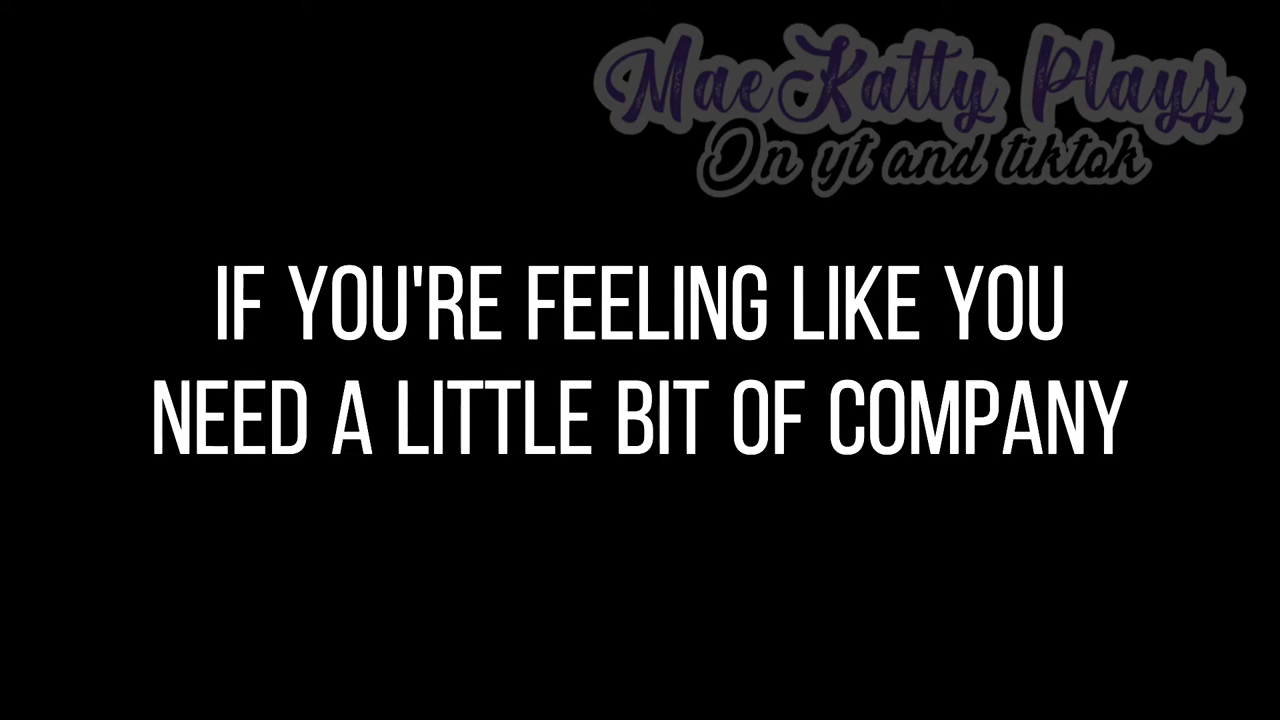 MaeKatty Plays
On yt and tiktok
IF YOU'RE FEELING LIKE YOU
NEED A LITTLE BIT OF COMPANY